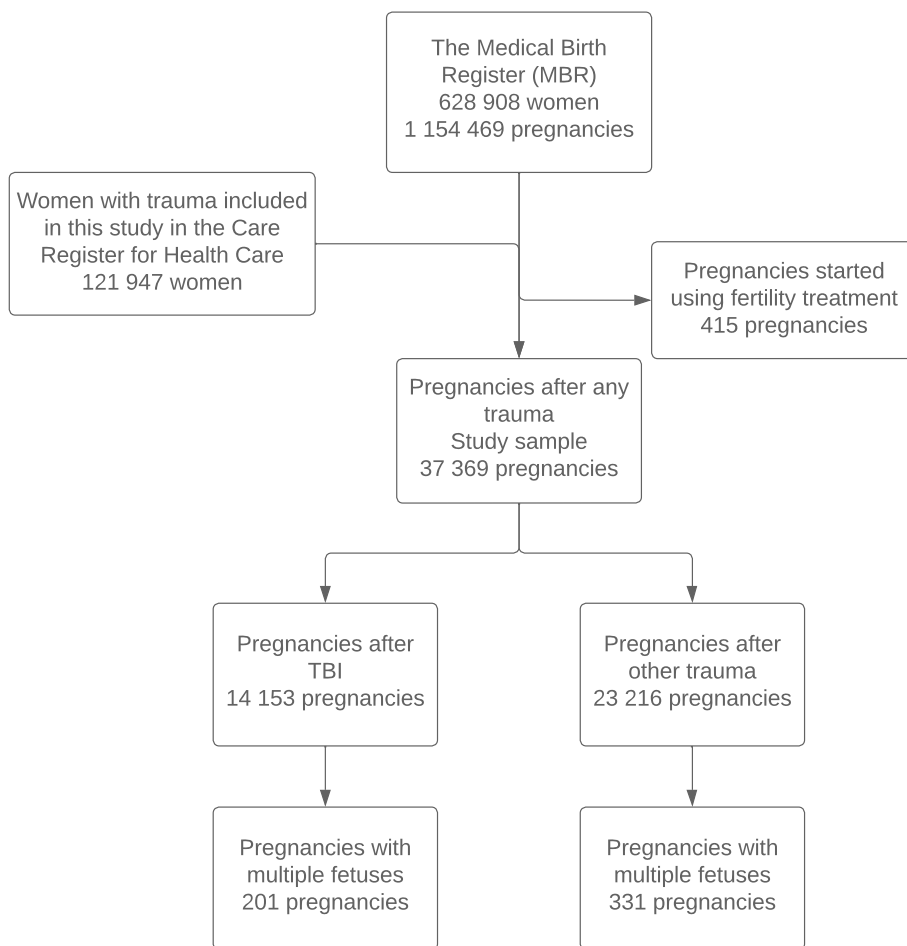 The Medical Birth
Register (MBR)
628 908 women
1 154 469 pregnancies
Women with trauma included
in this study in the Care
Register for Health Care
121 947 women
Pregnancies started
using fertility treatment
415 pregnancies
Pregnancies after any
trauma
Study sample
37 369 pregnancies
Pregnancies after
TBI
14 153 pregnancies
Pregnancies after
other trauma
23 216 pregnancies
Pregnancies with
multiple fetuses
201 pregnancies
Pregnancies with
multiple fetuses
331 pregnancies